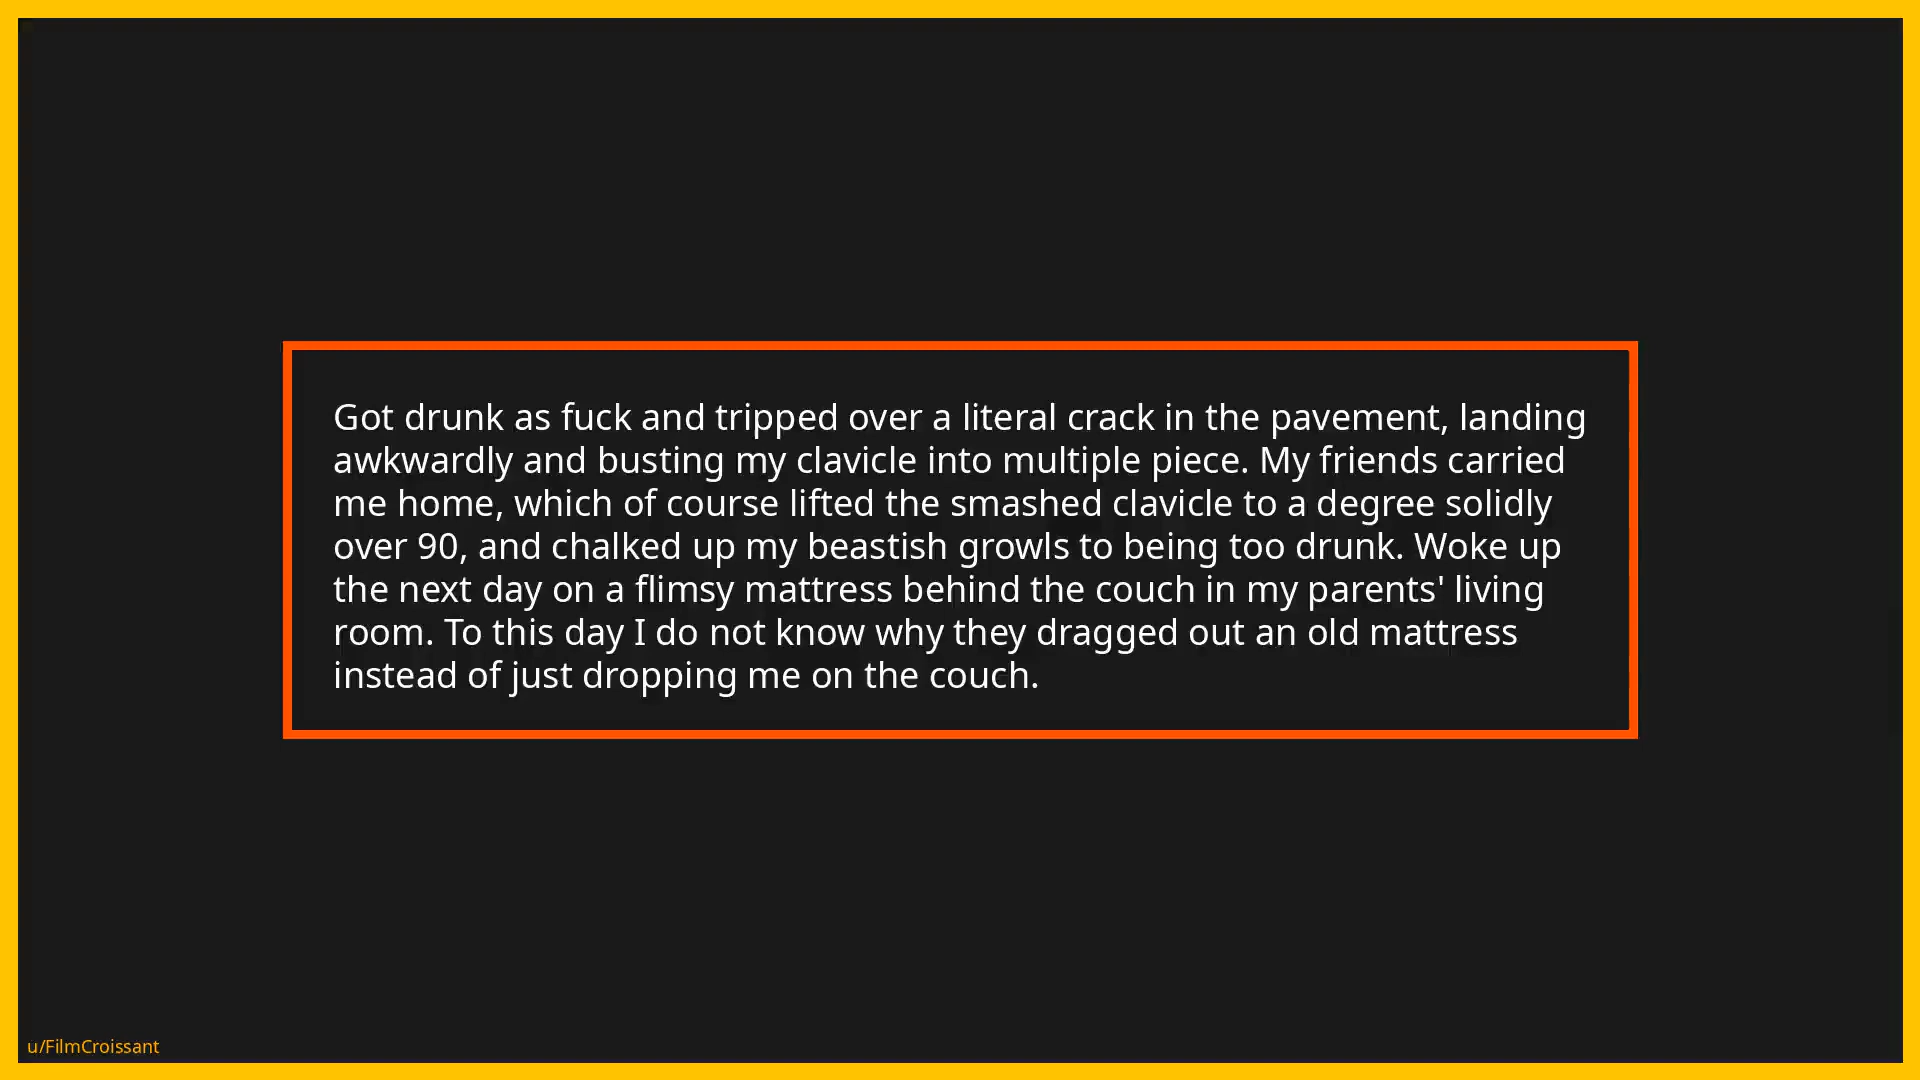 Got drunk as fuck and tripped over a literal crack in the pavement, landing
awkwardly and busting my clavicle into multiple piece. My friends carried
me home, which of course lifted the smashed clavicle to a degree solidly
over 90, and chalked up my beastish growls to being too drunk. Woke up
the next day on a flimsy mattress behind the couch in my parents' living
room. To this day I do not know why they dragged out an old mattress
instead of just dropping me on the couch.
u/FilmCroissant